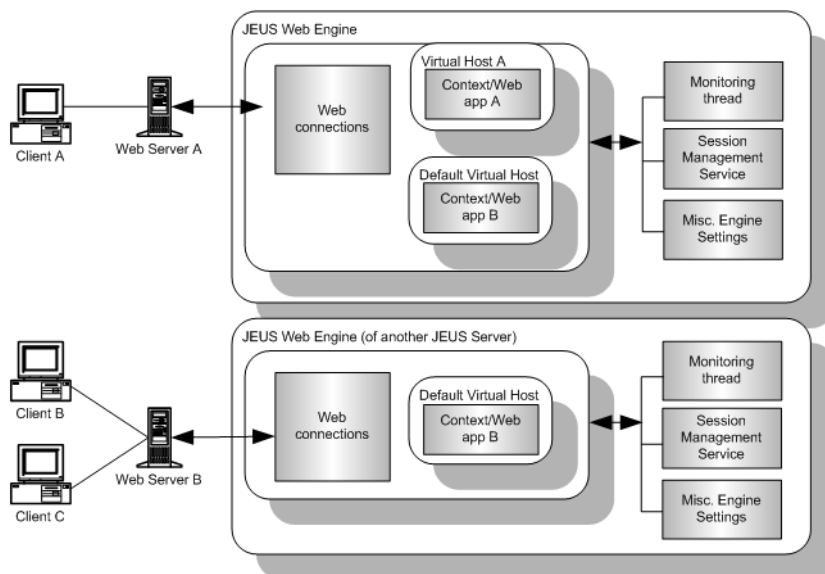 JEUS Web Engine
Virtual Host A
Context/Web
app A
Web
connections
Default Virtual Host
Context/Web
app B
Monitoring
thread
Session
Management
Service
Misc. Engine
Settings
Client A
Web Server A
JEUS Web Engine (of another JEUS Server)
Default Virtual Host
Context/Web
app B
Web
connections
Monitoring
thread
Session
Management
Service
Misc. Engine
Settings
Client B
Web Server B
Client C